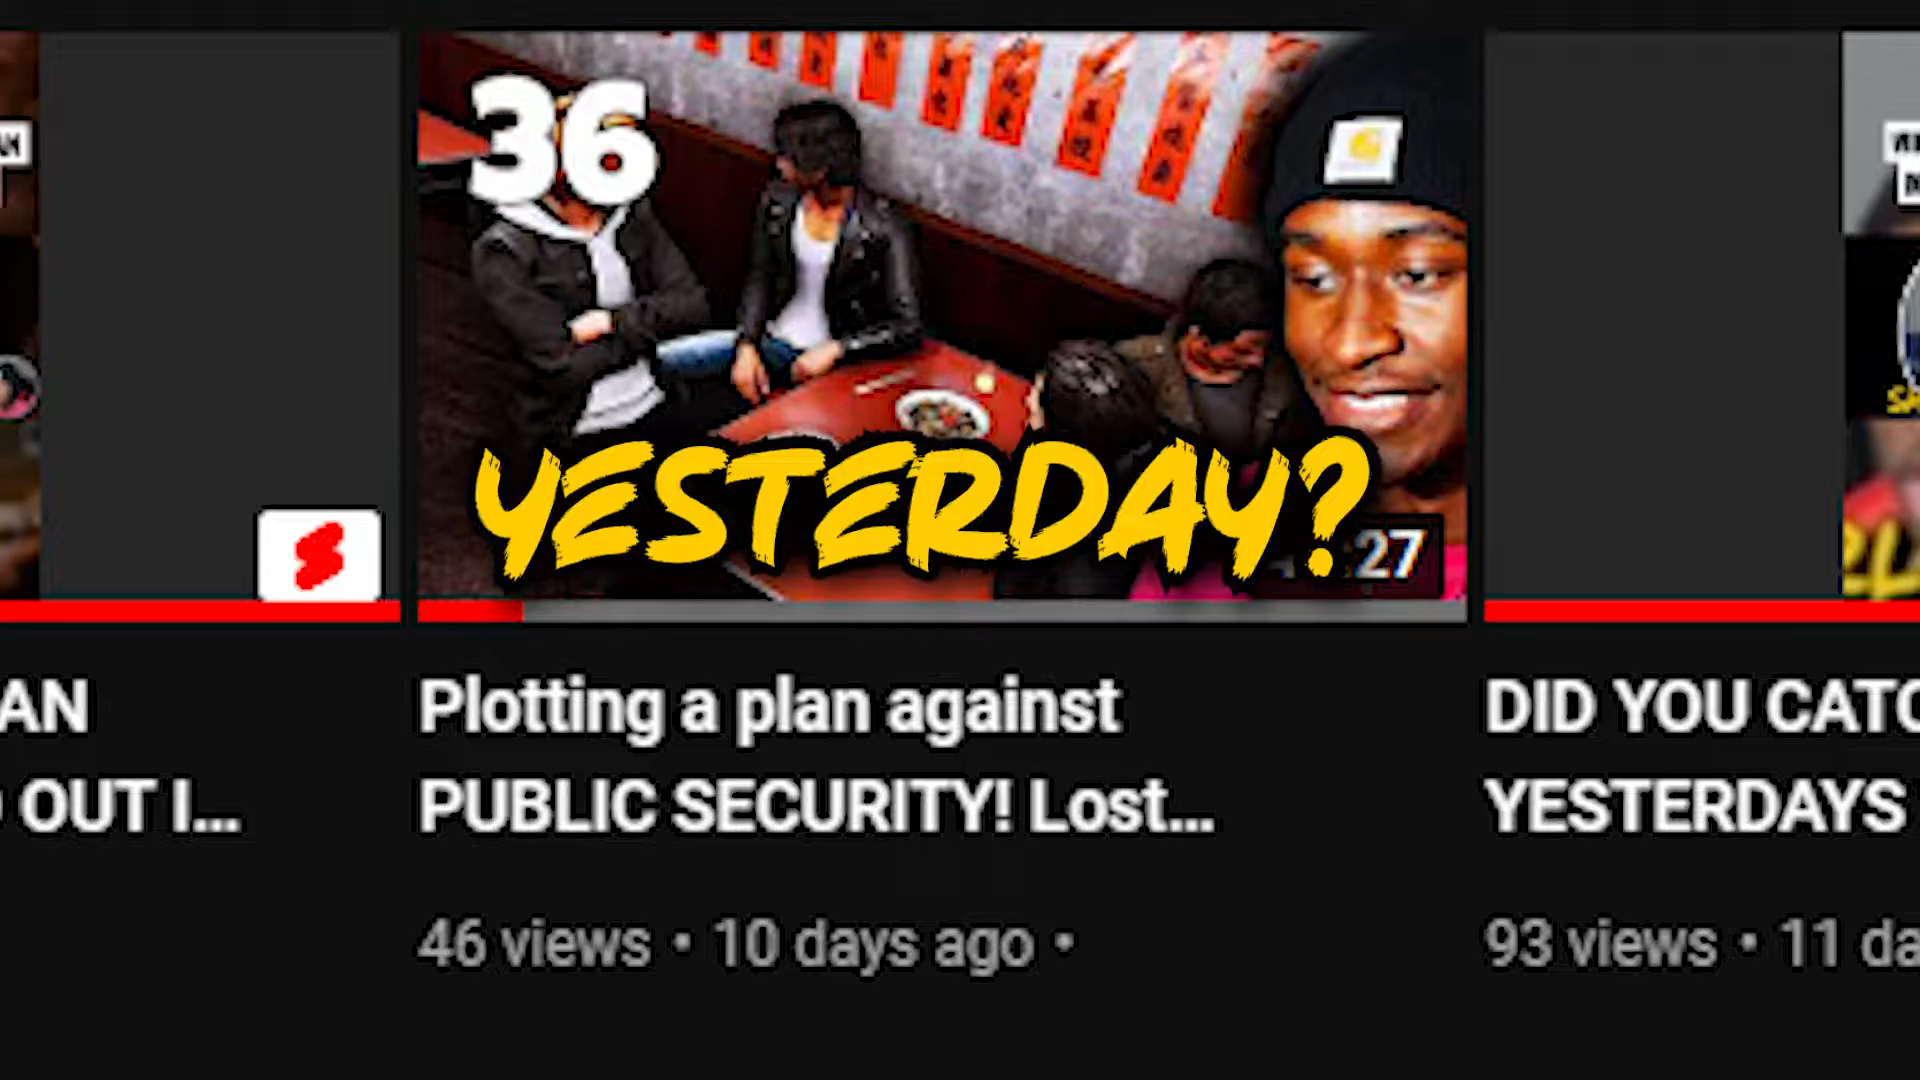 36
YESTERDAY?
:27
AN
OUT I...
Plotting a plan against
PUBLIC SECURITY! Lost...
46 views • 10 days ago •
DID YOU CATC
YESTERDAYS
93 views • 11 da